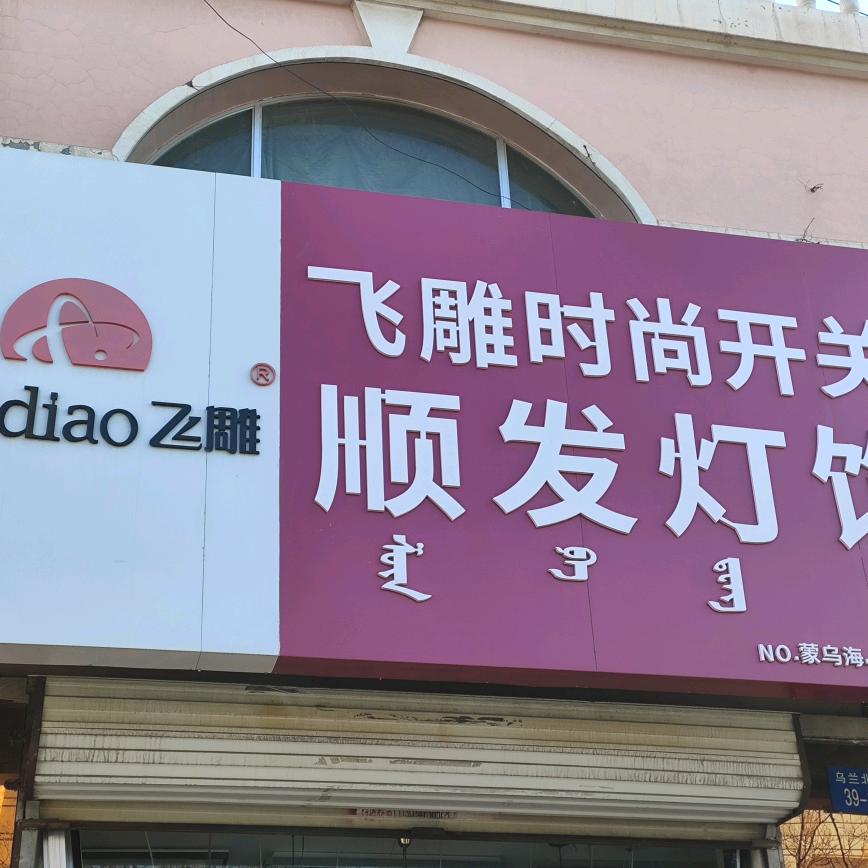 diao 飞雕 ®
飞雕时尚开关
顺发灯饰
NO.蒙乌海
乌兰北
39-